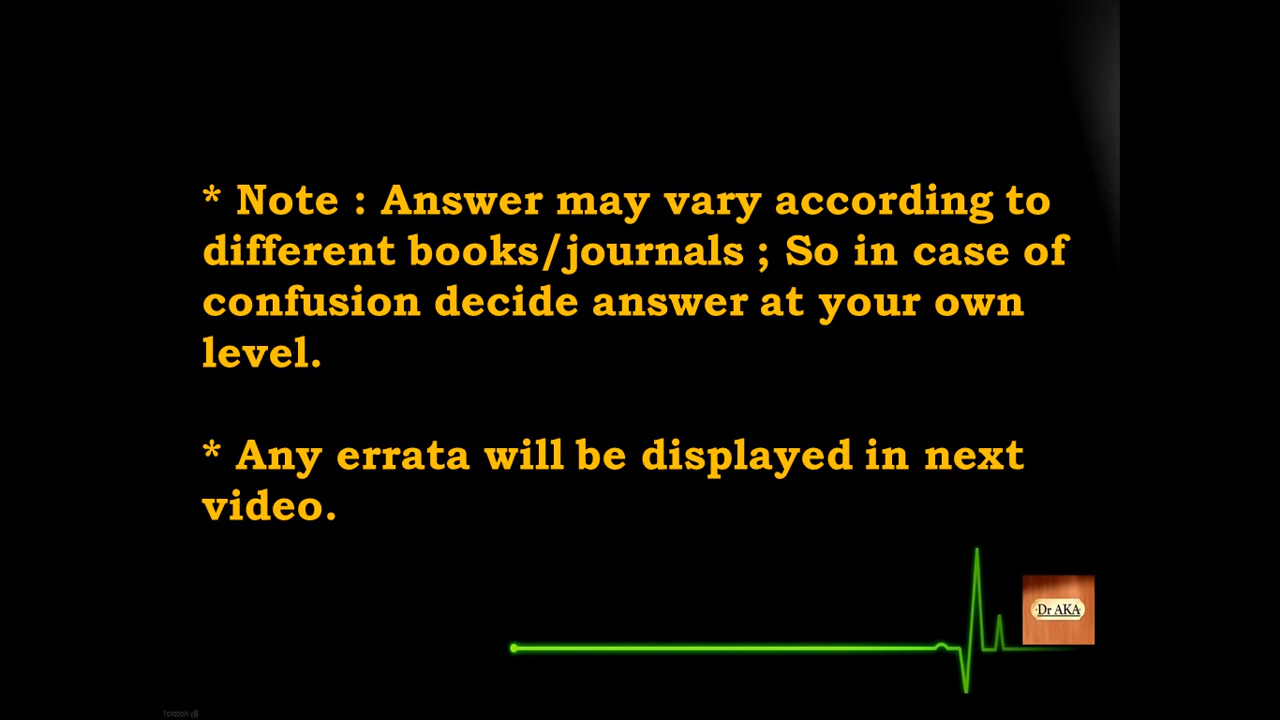 * Note : Answer may vary according to
different books/journals ; So in case of
confusion decide answer at your own
level.
* Any errata will be displayed in next
video.
Dr AKA